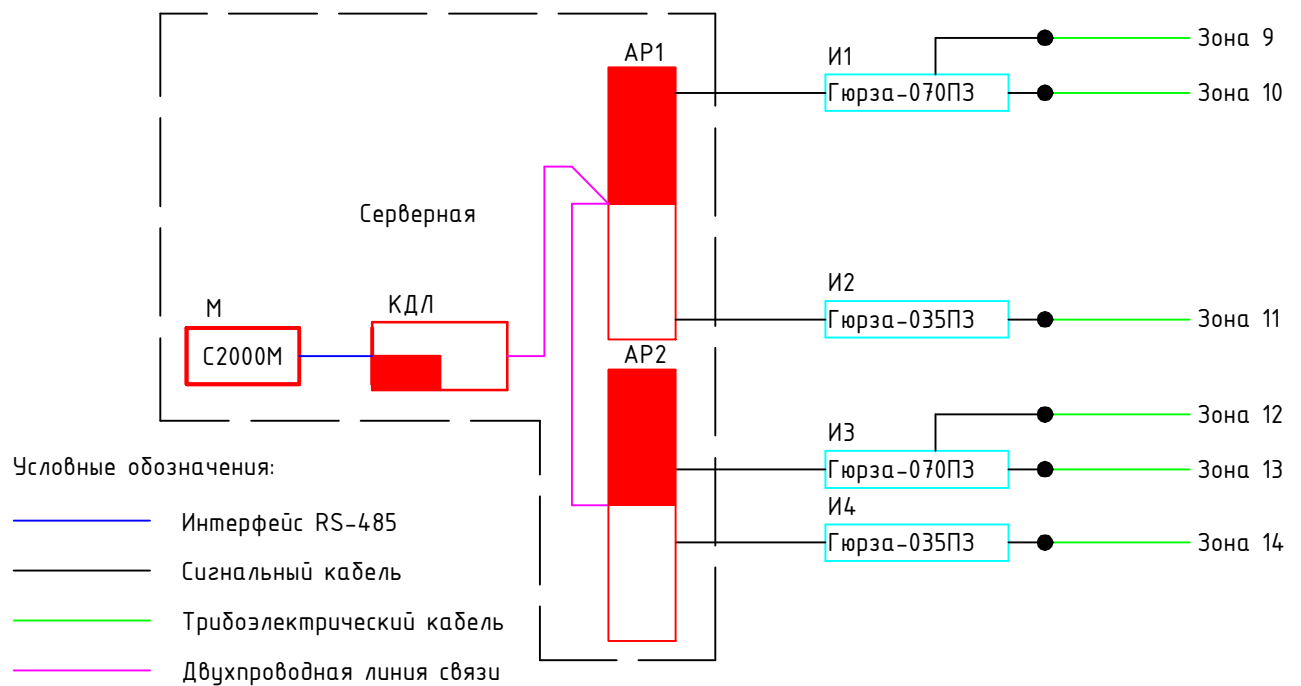 АР1
И1
Гюрза-070ПЗ
Зона 9
Зона 10
Серверная
И2
Гюрза-035ПЗ
Зона 11
М
С2000М
КДЛ
АР2
И3
Гюрза-070ПЗ
Зона 12
Зона 13
И4
Гюрза-035ПЗ
Зона 14
Условные обозначения:
Интерфейс RS-485
Сигнальный кабель
Трибоэлектрический кабель
Двухпроводная линия связи